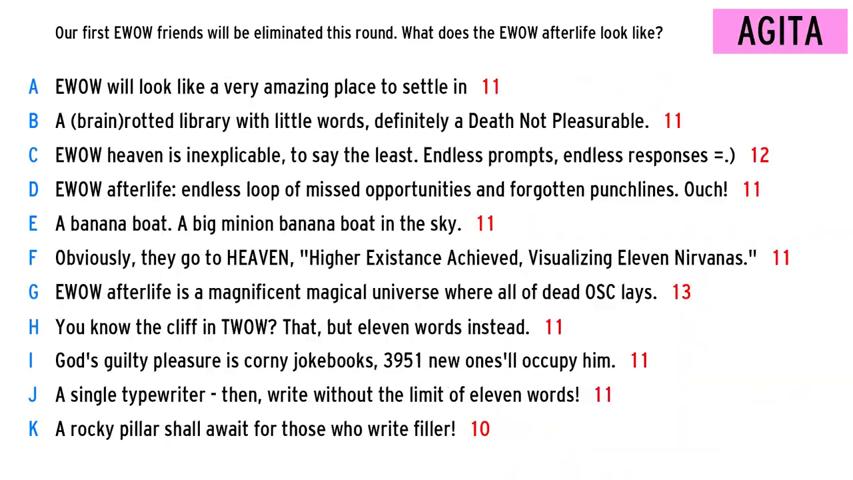 Our first EWOW friends will be eliminated this round. What does the EWOW afterlife look like?
AGITA
A EWOW will look like a very amazing place to settle in 11
B A (brain)rotted library with little words, definitely a Death Not Pleasurable. 11
C EWOW heaven is inexplicable, to say the least. Endless prompts, endless responses =.) 12
D EWOW afterlife: endless loop of missed opportunities and forgotten punchlines. Ouch! 11
E A banana boat. A big minion banana boat in the sky. 11
F Obviously, they go to HEAVEN, "Higher Existance Achieved, Visualizing Eleven Nirvanas." 11
G EWOW afterlife is a magnificent magical universe where all of dead OSC lays. 13
H You know the cliff in TWOW? That, but eleven words instead. 11
I God's guilty pleasure is corny jokebooks, 3951 new ones'll occupy him. 11
J A single typewriter - then, write without the limit of eleven words! 11
K A rocky pillar shall await for those who write filler! 10